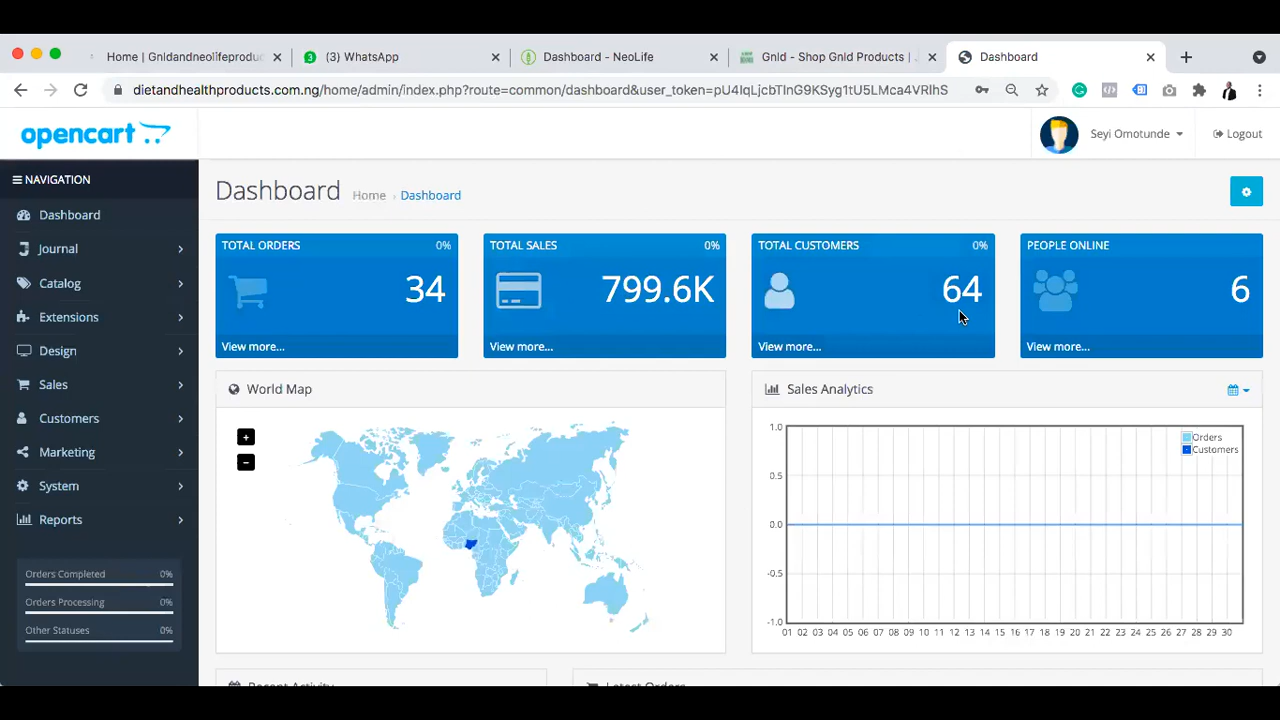 Home | Gnldandneolifeproduc
(3) WhatsApp
Dashboard - NeoLife
Gnld - Shop Gnld Products |
Dashboard
dietandhealthproducts.com.ng/home/admin/index.php?route=common/dashboard&user_token=pU4IqLjcbTInG9KSyg1tU5LMca4VRIhS
opencart
Seyi Omotunde
Logout
NAVIGATION
Dashboard
Journal
Catalog
Extensions
Design
Sales
Customers
Marketing
System
Reports
Orders Completed 0%
Orders Processing 0%
Other Statuses 0%
Dashboard Home › Dashboard
TOTAL ORDERS 0%
34
View more...
TOTAL SALES 0%
799.6K
View more...
TOTAL CUSTOMERS 0%
64
View more...
PEOPLE ONLINE
6
View more...
World Map
+
−
Sales Analytics
Orders
Customers
1.0
0.5
0.0
-0.5
-1.0
01 02 03 04 05 06 07 08 09 10 11 12 13 14 15 16 17 18 19 20 21 22 23 24 25 26 27 28 29 30
Recent Activity
Latest Orders